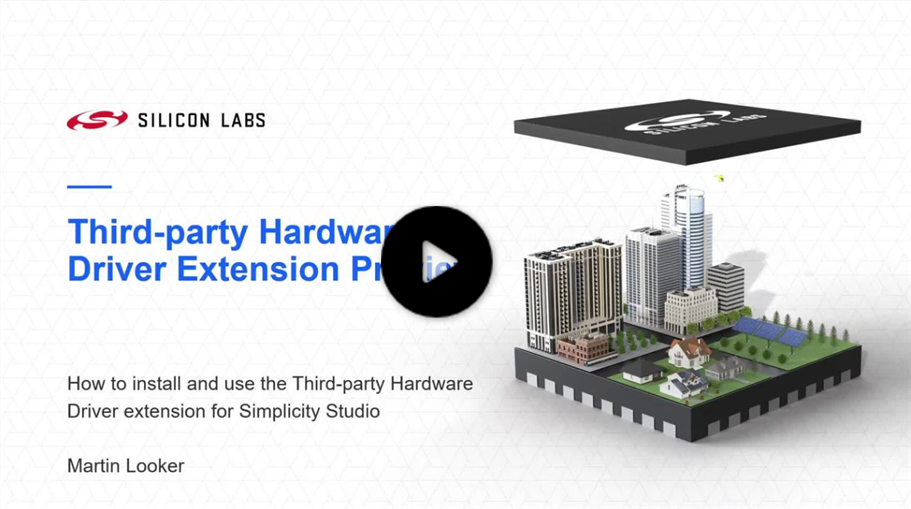 SILICON LABS
SILICON LABS
Third-party Hardware
Driver Extension
How to install and use the Third-party Hardware
Driver extension for Simplicity Studio
Martin Looker